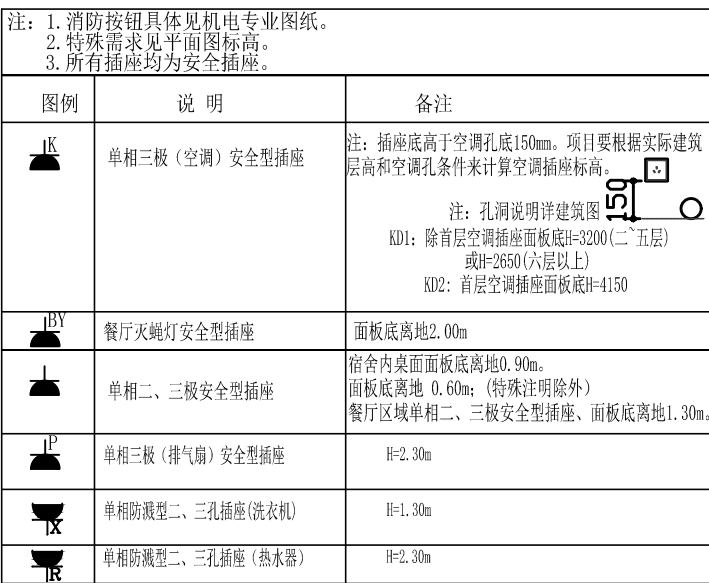 注：1.消防按钮具体见机电专业图纸。
2.特殊需求见平面图标高。
3.所有插座均为安全插座。
图例 说 明 备注
K 单相三极（空调）安全型插座
注：插座底高于空调孔底150mm。项目要根据实际建筑
层高和空调孔条件来计算空调插座标高。
150
注：孔洞说明详建筑图
KD1：除首层空调插座面板底H=3200(二~五层)
或H=2650(六层以上)
KD2：首层空调插座面板底H=4150
BY 餐厅灭蝇灯安全型插座 面板底离地2.00m
宿舍内桌面面板底离地0.90m。
单相二、三极安全型插座 面板底离地 0.60m；(特殊注明除外)
餐厅区域单相二、三极安全型插座、面板底离地1.30m。
P 单相三极（排气扇）安全型插座 H=2.30m
X 单相防溅型二、三孔插座(洗衣机) H=1.30m
R 单相防溅型二、三孔插座（热水器） H=2.30m